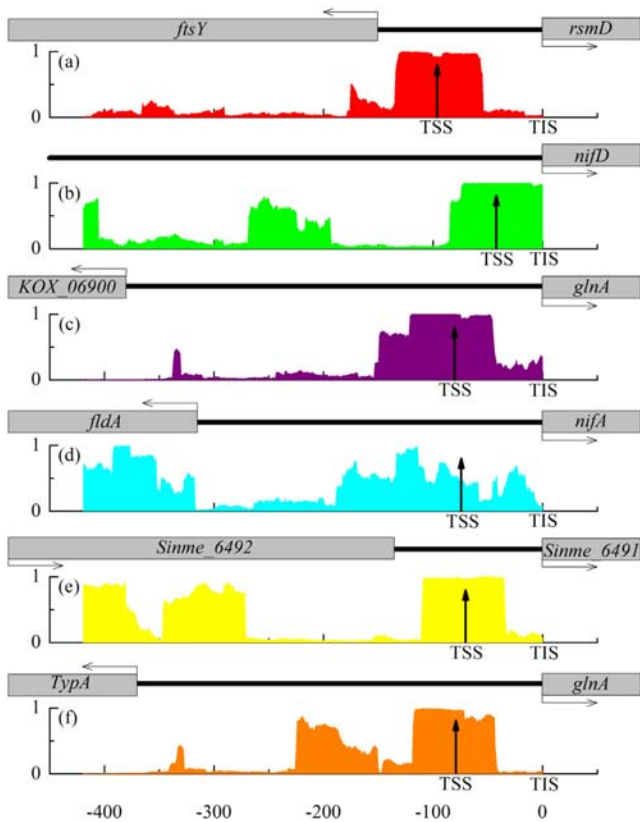 ftsY rsmD
1
(a)
0
TSS TIS
nifD
1
(b)
0
TSS TIS
KOX_06900 glnA
1
(c)
0
TSS TIS
fldA nifA
1
(d)
0
TSS TIS
Sinme_6492 Sinme_6491
1
(e)
0
TSS TIS
TypA glnA
1
(f)
0
TSS TIS
-400 -300 -200 -100 0